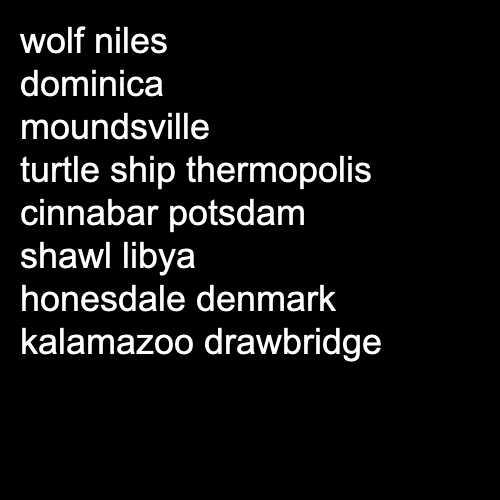 wolf niles
dominica
moundsville
turtle ship thermopolis
cinnabar potsdam
shawl libya
honesdale denmark
kalamazoo drawbridge